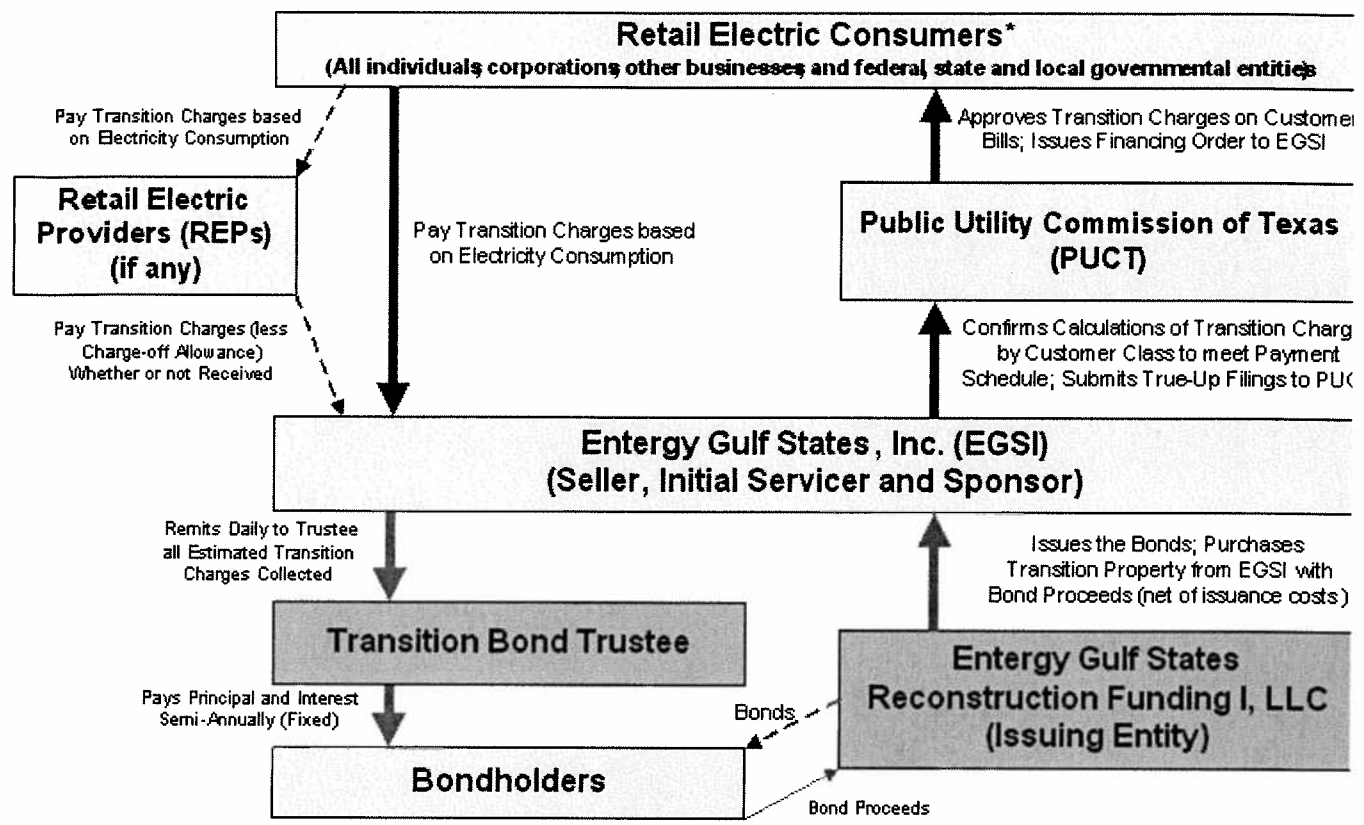 Retail Electric Consumers*
(All individuals, corporations, other businesses, and federal, state and local governmental entities
Pay Transition Charges based
on Electricity Consumption
Approves Transition Charges on Customer
Bills; Issues Financing Order to EGSI
Retail Electric
Providers (REPs)
(if any)
Pay Transition Charges based
on Electricity Consumption
Public Utility Commission of Texas
(PUCT)
Pay Transition Charges (less
Charge-off Allowance)
Whether or not Received
Confirms Calculations of Transition Charg
by Customer Class to meet Payment
Schedule; Submits True-Up Filings to PUC
Entergy Gulf States, Inc. (EGSI)
(Seller, Initial Servicer and Sponsor)
Remits Daily to Trustee
all Estimated Transition
Charges Collected
Issues the Bonds; Purchases
Transition Property from EGSI with
Bond Proceeds (net of issuance costs)
Transition Bond Trustee
Entergy Gulf States
Reconstruction Funding I, LLC
(Issuing Entity)
Pays Principal and Interest
Semi-Annually (Fixed)
Bonds
Bondholders
Bond Proceeds